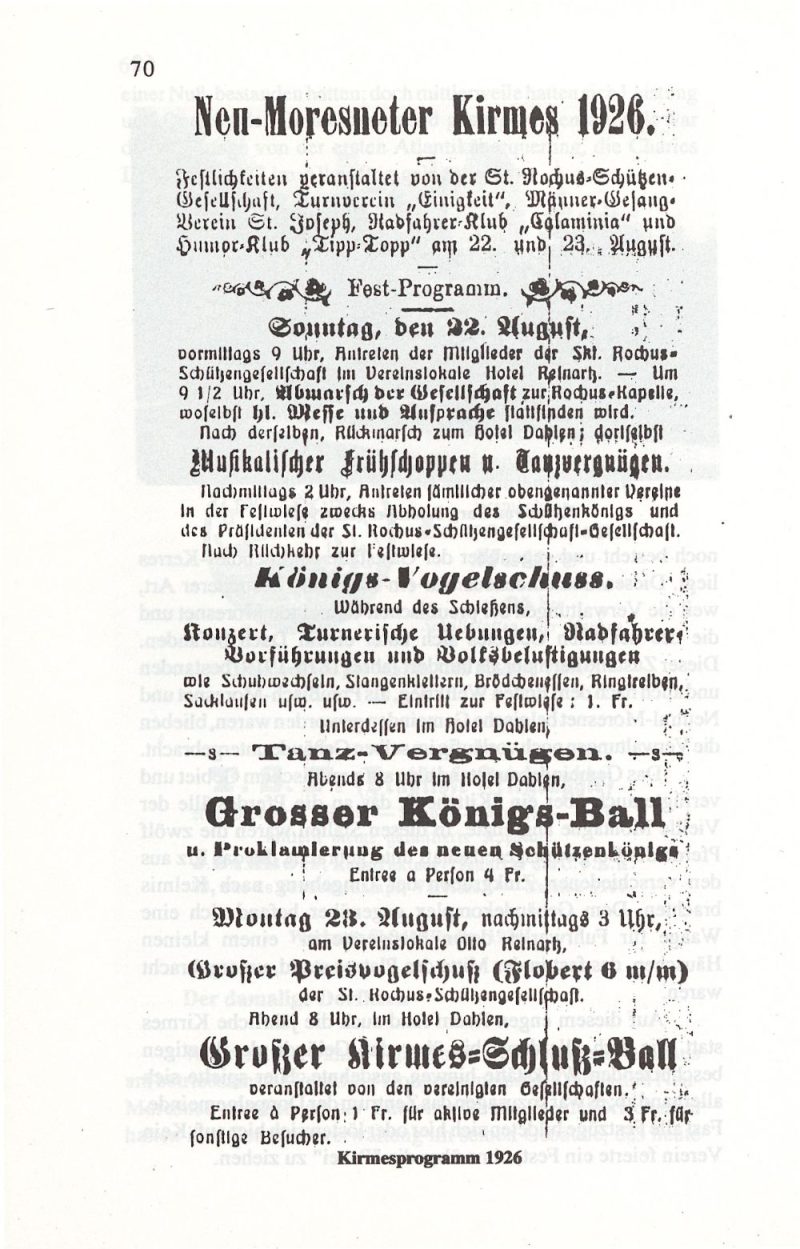 70
Neu-Moresneter Kirmes 1926.
Festlichkeiten veranstaltet von der St. Rochus-Schützen-
Gesellschaft, Turnverein „Einigkeit“, Männer-Gesang-
Verein St. Joseph, Radfahrer-Klub „Calaminia“ und
Humor-Klub „Tipp-Topp“ am 22. und 23. August.
Fest-Programm.
Sonntag, den 22. August,
vormittags 9 Uhr, Antreten der Mitglieder der Skt. Rochus-
Schützengesellschaft im Vereinslokale Hotel Reinartz. — Um
9 1/2 Uhr, Abmarsch der Gesellschaft zur Rochus-Kapelle,
woselbst hl. Messe und Ansprache stattfinden wird.
Nach derselben, Rückmarsch zum Hotel Dahlen; dortselbst
Musikalischer Frühschoppen u. Tanzvergnügen.
Nachmittags 2 Uhr, Antreten sämtlicher obengenannter Vereine
in der Festwiese zwecks Abholung des Schützenkönigs und
des Präsidenten der St. Rochus-Schützengesellschaft-Gesellschaft.
Nach Rückkehr zur Festwiese.
Königs-Vogelschuss.
Während des Schießens,
Konzert, Turnerische Uebungen, Radfahrer-
Vorführungen und Volksbelustigungen
wie Schuhwechseln, Stangenklettern, Brödchenessen, Ringtreiben,
Sacklaufen usw. usw. — Eintritt zur Festwiese: 1. Fr.
Unterdessen im Hotel Dahlen,
Tanz-Vergnügen.
Abends 8 Uhr im Hotel Dahlen,
Grosser Königs-Ball
u. Proklamierung des neuen Schützenkönigs
Entree a Person 4 Fr.
Montag 23. August, nachmittags 3 Uhr,
am Vereinslokale Otto Reinartz,
Großer Preisvogelschuß (Flobert 6 m/m)
der St. Rochus-Schützengesellschaft.
Abend 8 Uhr, im Hotel Dahlen,
Großer Kirmes-Schluß-Ball
veranstaltet von den vereinigten Gesellschaften.
Entree à Person 1 Fr. für aktive Mitglieder und 3 Fr. für
sonstige Besucher.
Kirmesprogramm 1926